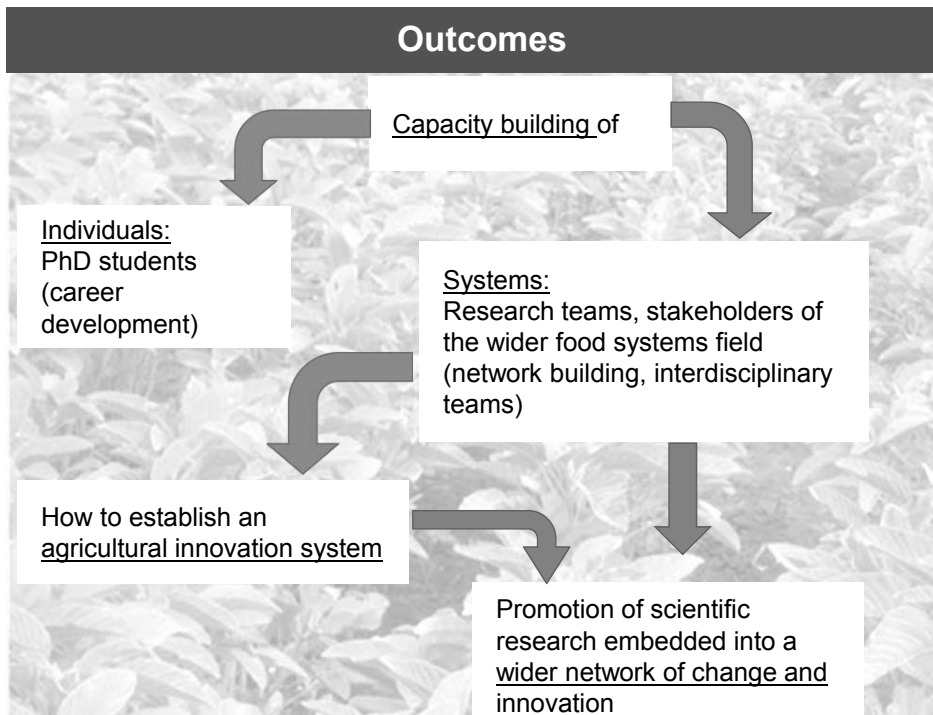 Outcomes
Capacity building of
Individuals:
PhD students
(career
development)
Systems:
Research teams, stakeholders of
the wider food systems field
(network building, interdisciplinary
teams)
How to establish an
agricultural innovation system
Promotion of scientific
research embedded into a
wider network of change and
innovation